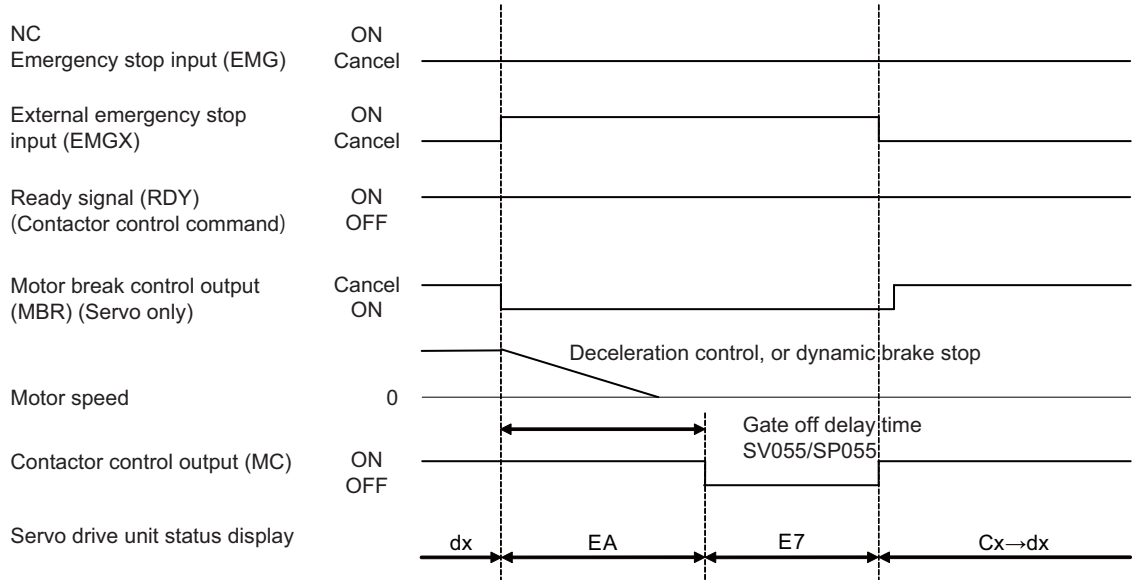 NC ON
Emergency stop input (EMG) Cancel
External emergency stop ON
input (EMGX) Cancel
Ready signal (RDY) ON
(Contactor control command) OFF
Motor break control output Cancel
(MBR) (Servo only) ON
Deceleration control, or dynamic brake stop
Motor speed 0
Gate off delay time
SV055/SP055
Contactor control output (MC) ON
OFF
Servo drive unit status display
dx EA E7 Cx→dx